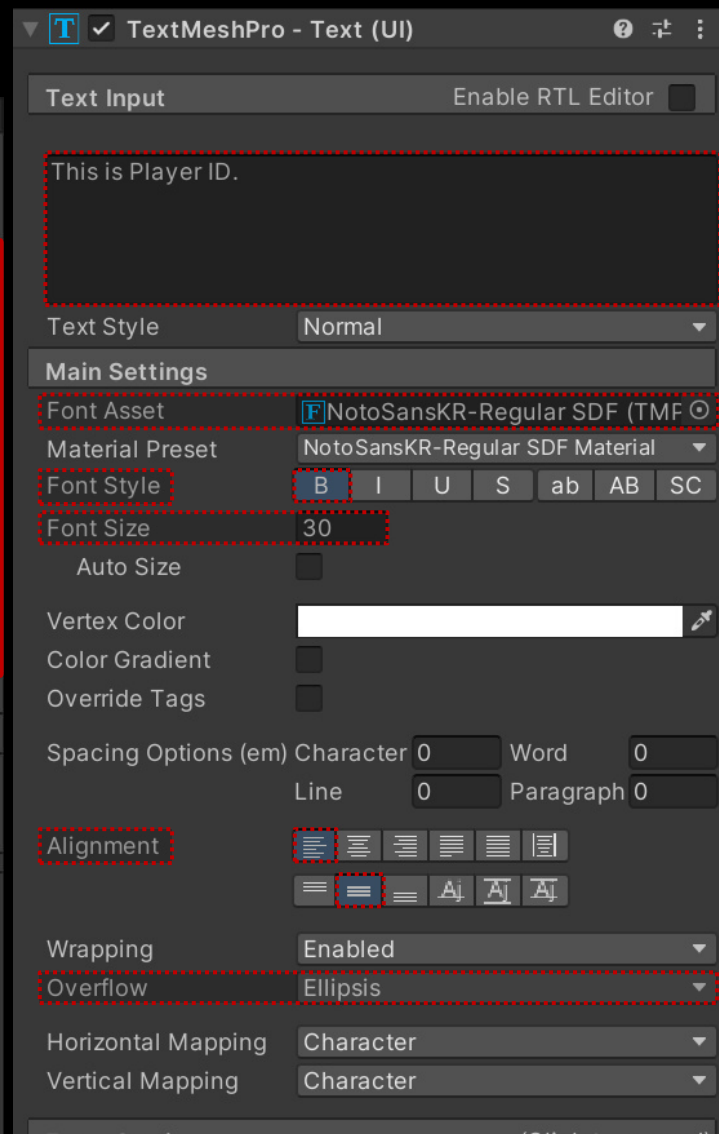 TextMeshPro - Text (UI)
Text Input Enable RTL Editor
This is Player ID.
Text Style Normal
Main Settings
Font Asset NotoSansKR-Regular SDF (TMP
Material Preset NotoSansKR-Regular SDF Material
Font Style B I U S ab AB SC
Font Size 30
Auto Size
Vertex Color
Color Gradient
Override Tags
Spacing Options (em) Character 0 Word 0
Line 0 Paragraph 0
Alignment
Wrapping Enabled
Overflow Ellipsis
Horizontal Mapping Character
Vertical Mapping Character